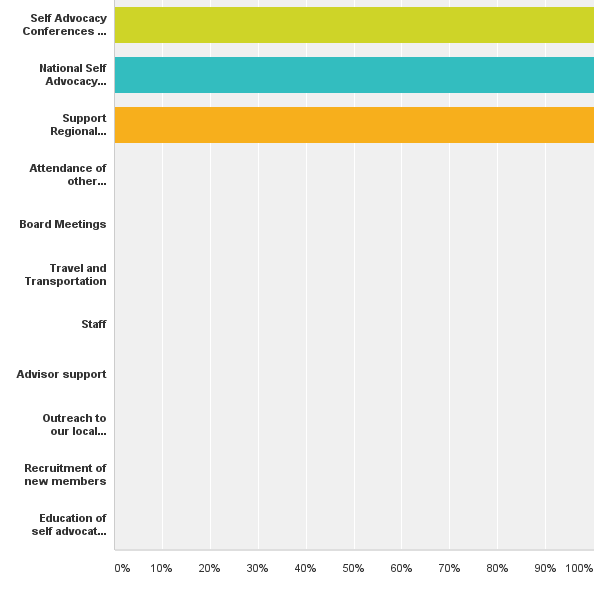 Self Advocacy
Conferences ...
National Self
Advocacy...
Support
Regional...
Attendance of
other...
Board Meetings
Travel and
Transportation
Staff
Advisor support
Outreach to
our local...
Recruitment of
new members
Education of
self advocat...
0% 10% 20% 30% 40% 50% 60% 70% 80% 90% 100%